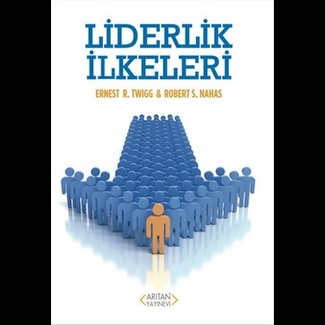 LİDERLİK
İLKELERİ
ERNEST R. TWIGG & ROBERT S. NAHAS
ARITAN
YAYINEVİ